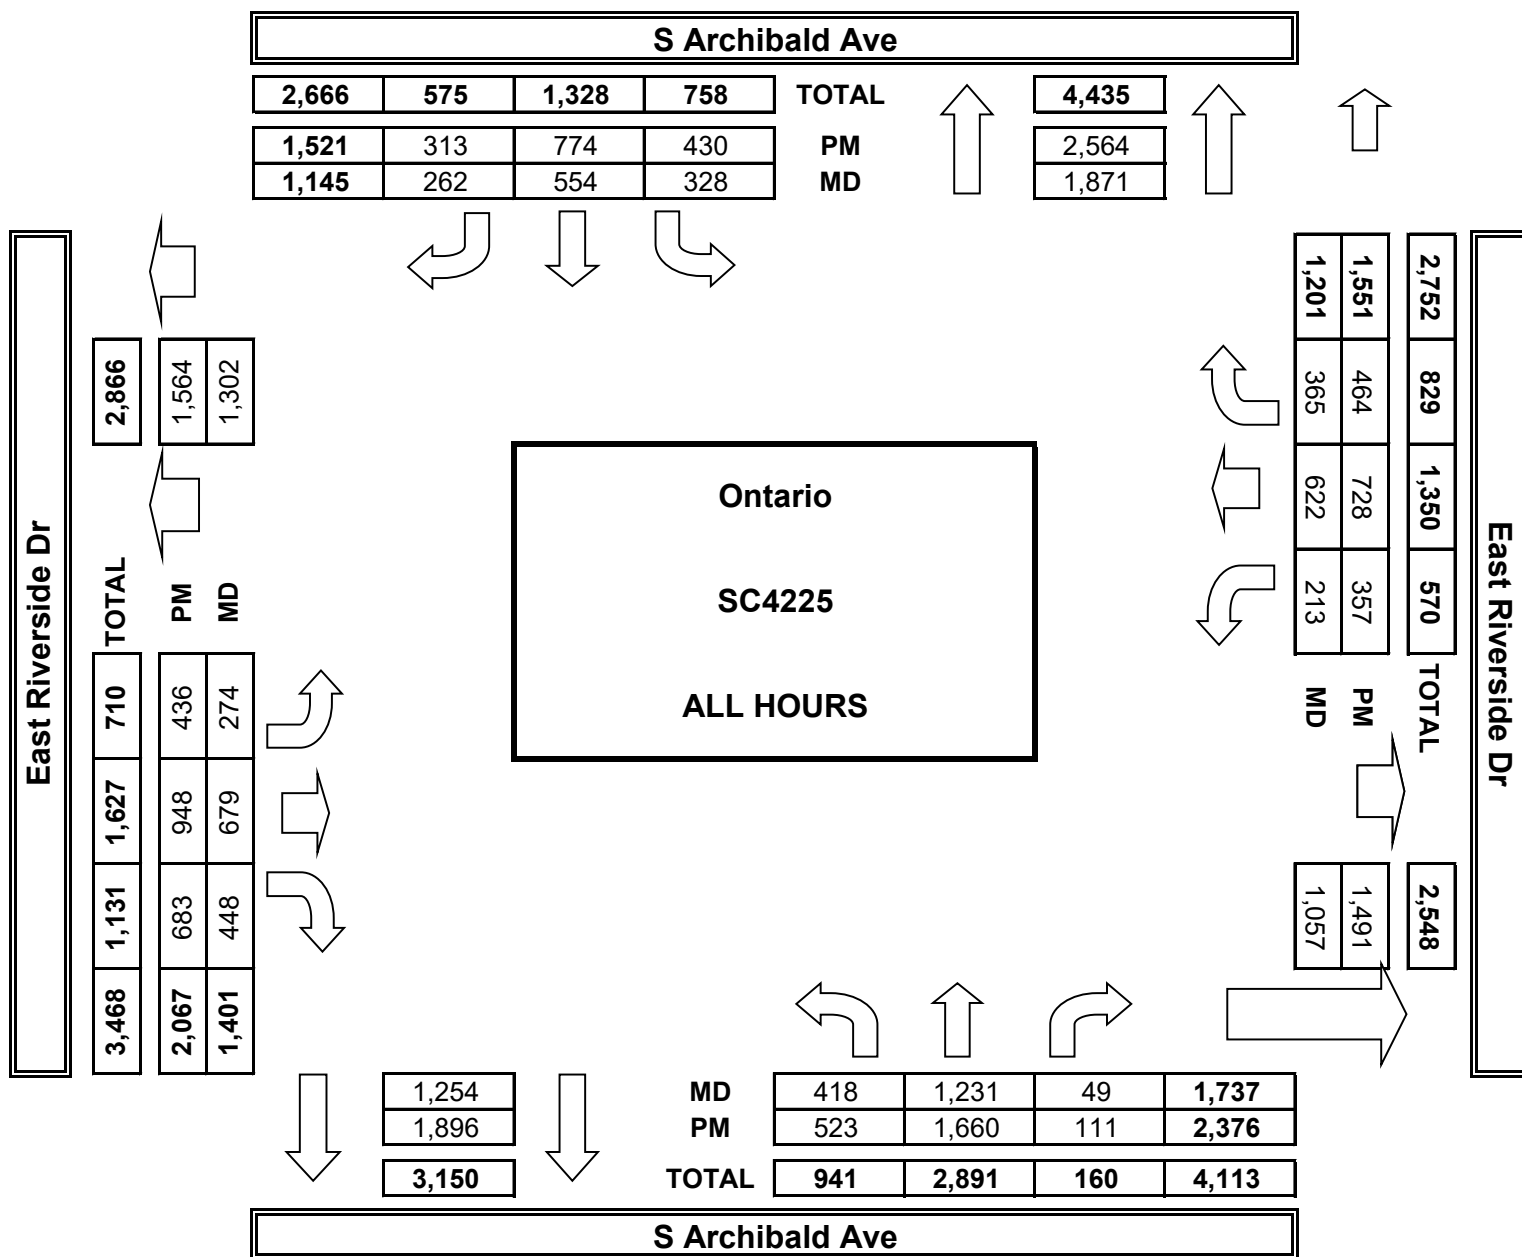 S Archibald Ave
2,666 575 1,328 758 TOTAL 4,435
1,521 313 774 430 PM 2,564
1,145 262 554 328 MD 1,871
East Riverside Dr
2,866 1,564 1,302
TOTAL PM MD
710 436 274
1,627 948 679
1,131 683 448
3,468 2,067 1,401
Ontario
SC4225
ALL HOURS
1,201 1,551 2,752
365 464 829
622 728 1,350
213 357 570
MD PM TOTAL
1,057 1,491 2,548
East Riverside Dr
1,254 MD 418 1,231 49 1,737
1,896 PM 523 1,660 111 2,376
3,150 TOTAL 941 2,891 160 4,113
S Archibald Ave